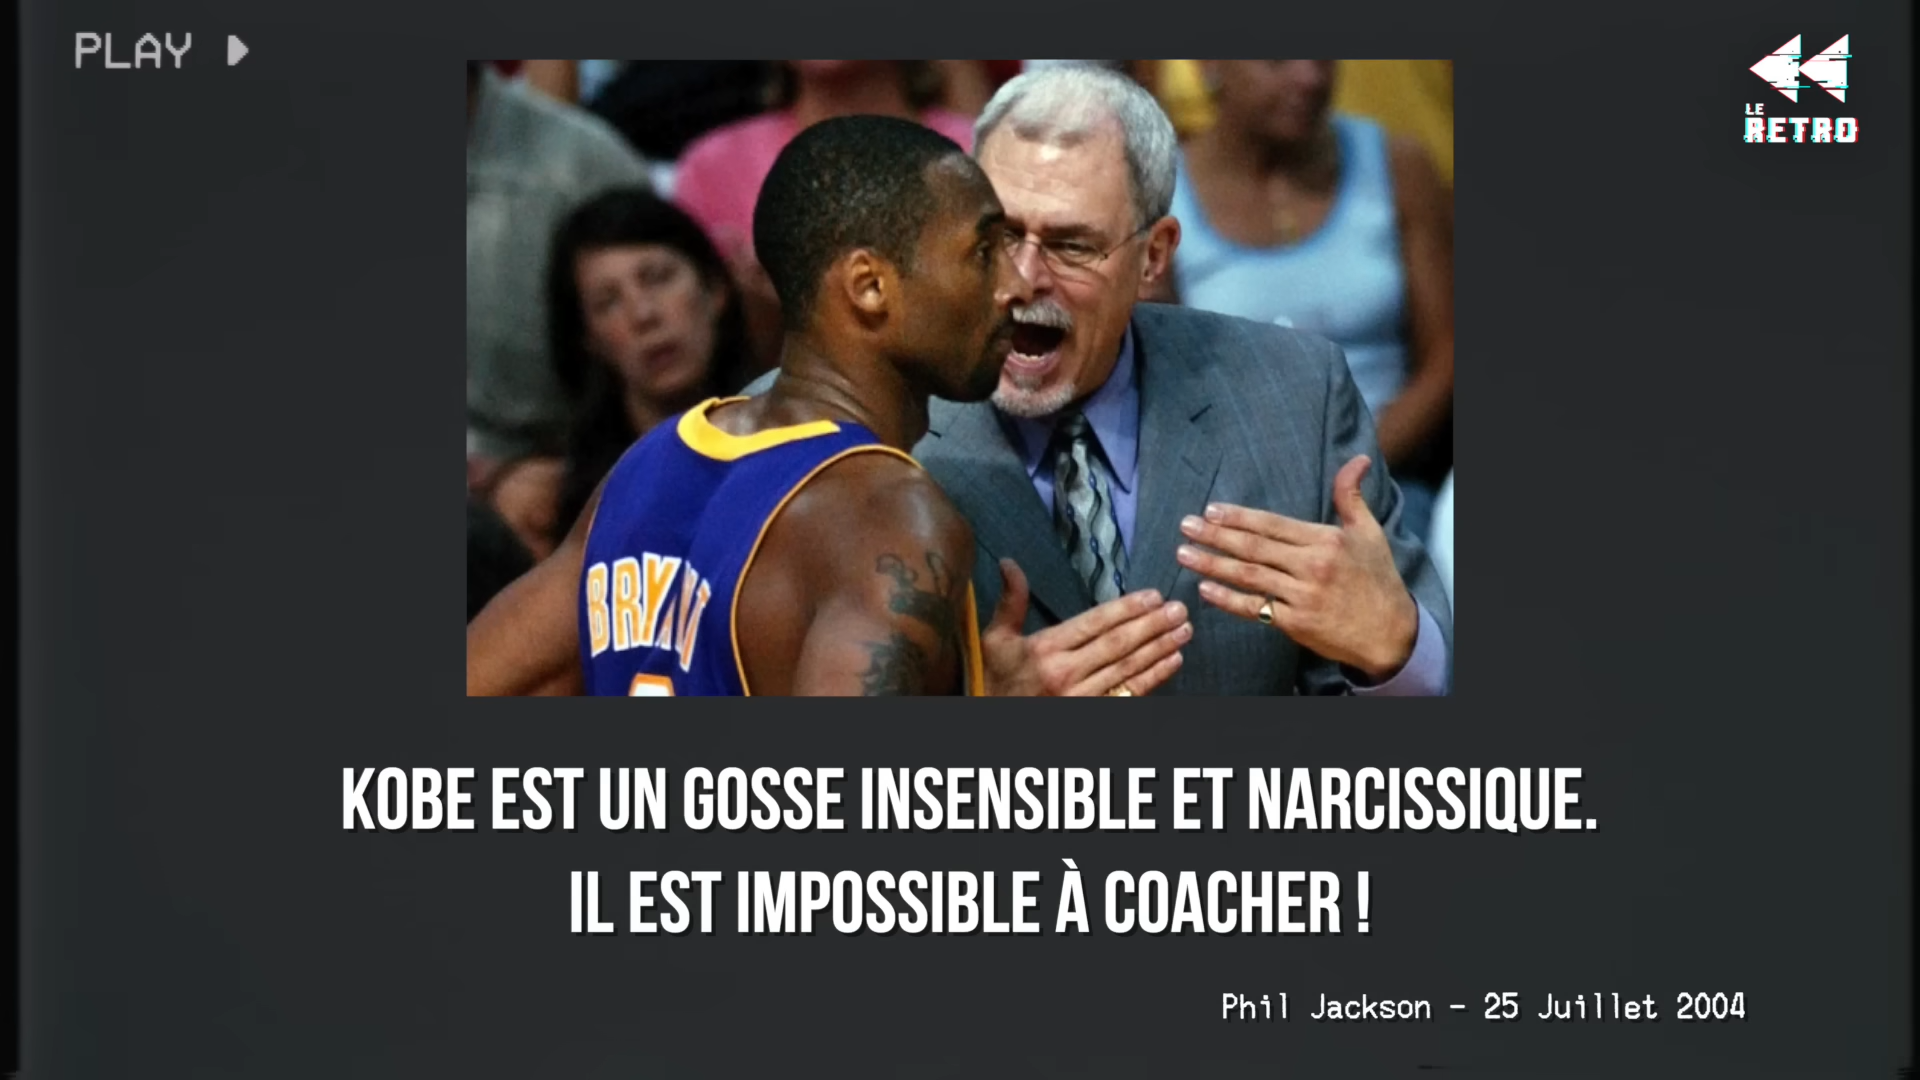 PLAY
LE
RETRO
BRYANT
KOBE EST UN GOSSE INSENSIBLE ET NARCISSIQUE.
IL EST IMPOSSIBLE À COACHER !
Phil Jackson - 25 Juillet 2004